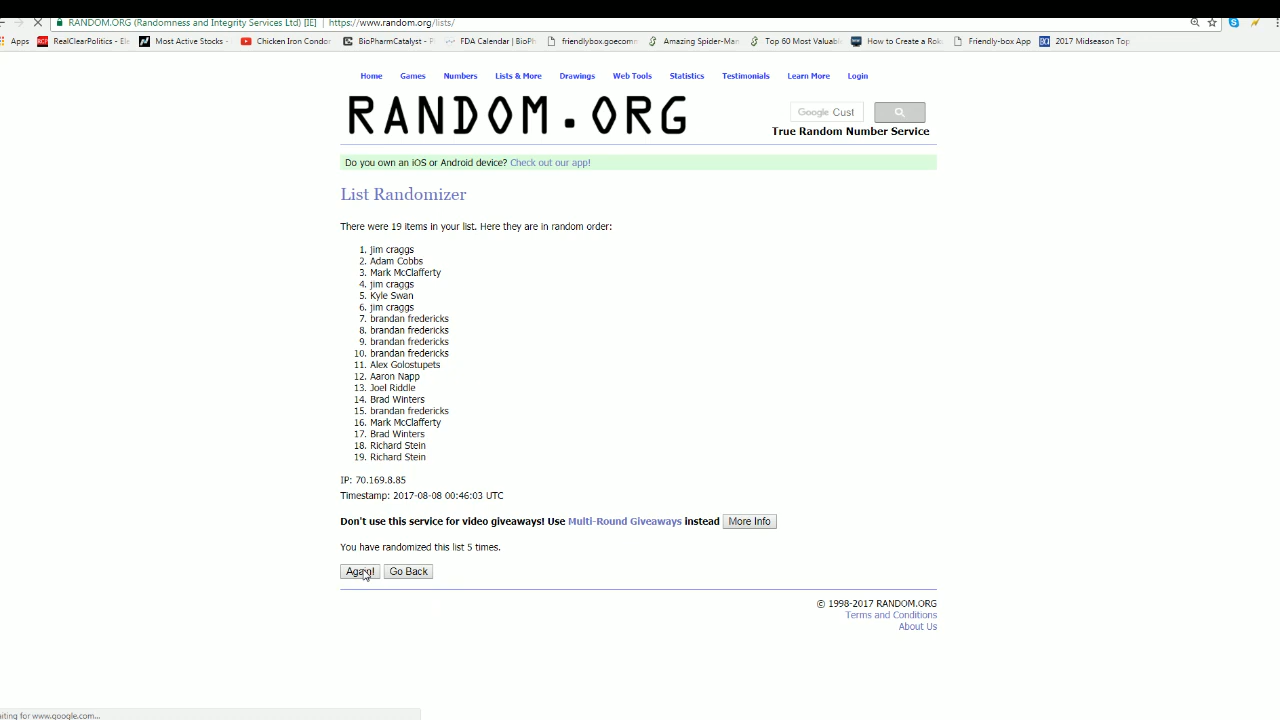 RANDOM.ORG (Randomness and Integrity Services Ltd) [IE] https://www.random.org/lists/
Apps RealClearPolitics - Ele Most Active Stocks - Chicken Iron Condor BioPharmCatalyst - FDA Calendar | BioPh friendlybox.gocomm Amazing Spider-Man Top 60 Most Valuabl How to Create a Rok Friendly-box App 2017 Midseason Top
Home Games Numbers Lists & More Drawings Web Tools Statistics Testimonials Learn More Login
RANDOM.ORG
Google Cust
True Random Number Service
Do you own an iOS or Android device? Check out our app!
List Randomizer
There were 19 items in your list. Here they are in random order:
1. jim craggs
2. Adam Cobbs
3. Mark McClafferty
4. jim craggs
5. Kyle Swan
6. jim craggs
7. brandan fredericks
8. brandan fredericks
9. brandan fredericks
10. brandan fredericks
11. Alex Golostupets
12. Aaron Napp
13. Joel Riddle
14. Brad Winters
15. brandan fredericks
16. Mark McClafferty
17. Brad Winters
18. Richard Stein
19. Richard Stein
IP: 70.169.8.85
Timestamp: 2017-08-08 00:46:03 UTC
Don't use this service for video giveaways! Use Multi-Round Giveaways instead More Info
You have randomized this list 5 times.
Again! Go Back
© 1998-2017 RANDOM.ORG
Terms and Conditions
About Us
iting for www.google.com...